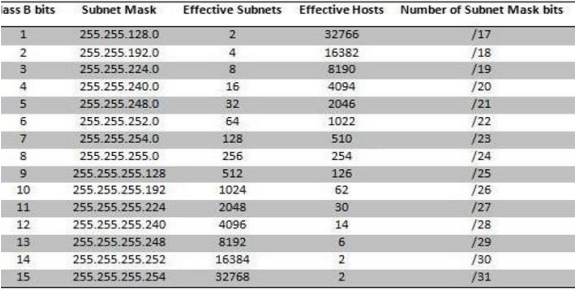 lass B bits Subnet Mask Effective Subnets Effective Hosts Number of Subnet Mask bits
1 255.255.128.0 2 32766 /17
2 255.255.192.0 4 16382 /18
3 255.255.224.0 8 8190 /19
4 255.255.240.0 16 4094 /20
5 255.255.248.0 32 2046 /21
6 255.255.252.0 64 1022 /22
7 255.255.254.0 128 510 /23
8 255.255.255.0 256 254 /24
9 255.255.255.128 512 126 /25
10 255.255.255.192 1024 62 /26
11 255.255.255.224 2048 30 /27
12 255.255.255.240 4096 14 /28
13 255.255.255.248 8192 6 /29
14 255.255.255.252 16384 2 /30
15 255.255.255.254 32768 2 /31